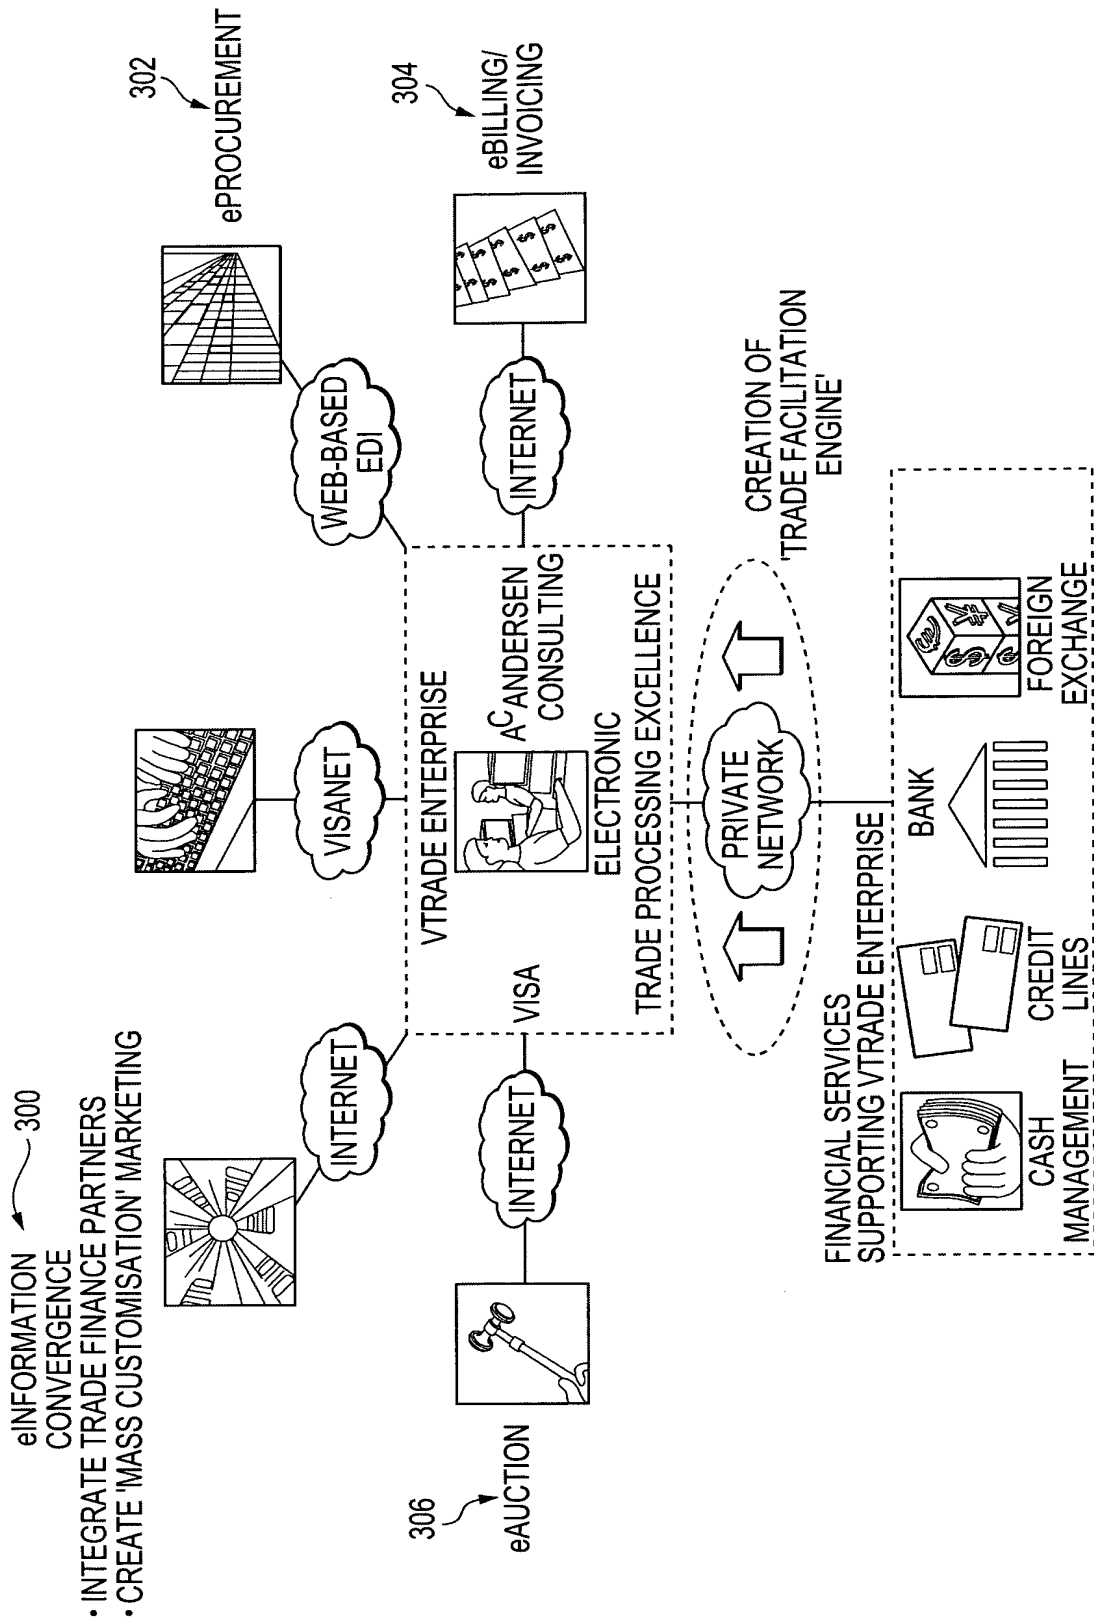 eINFORMATION
CONVERGENCE
300
· INTEGRATE TRADE FINANCE PARTNERS
· CREATE 'MASS CUSTOMISATION' MARKETING
302
ePROCUREMENT
INTERNET
VISANET
WEB-BASED
EDI
304
eBILLING/
INVOICING
306
eAUCTION
INTERNET
INTERNET
VTRADE ENTERPRISE
VISA
AC ANDERSEN
CONSULTING
ELECTRONIC
TRADE PROCESSING EXCELLENCE
PRIVATE
NETWORK
CREATION OF
'TRADE FACILITATION
ENGINE'
FINANCIAL SERVICES
SUPPORTING VTRADE ENTERPRISE
CASH
MANAGEMENT
CREDIT
LINES
BANK
FOREIGN
EXCHANGE